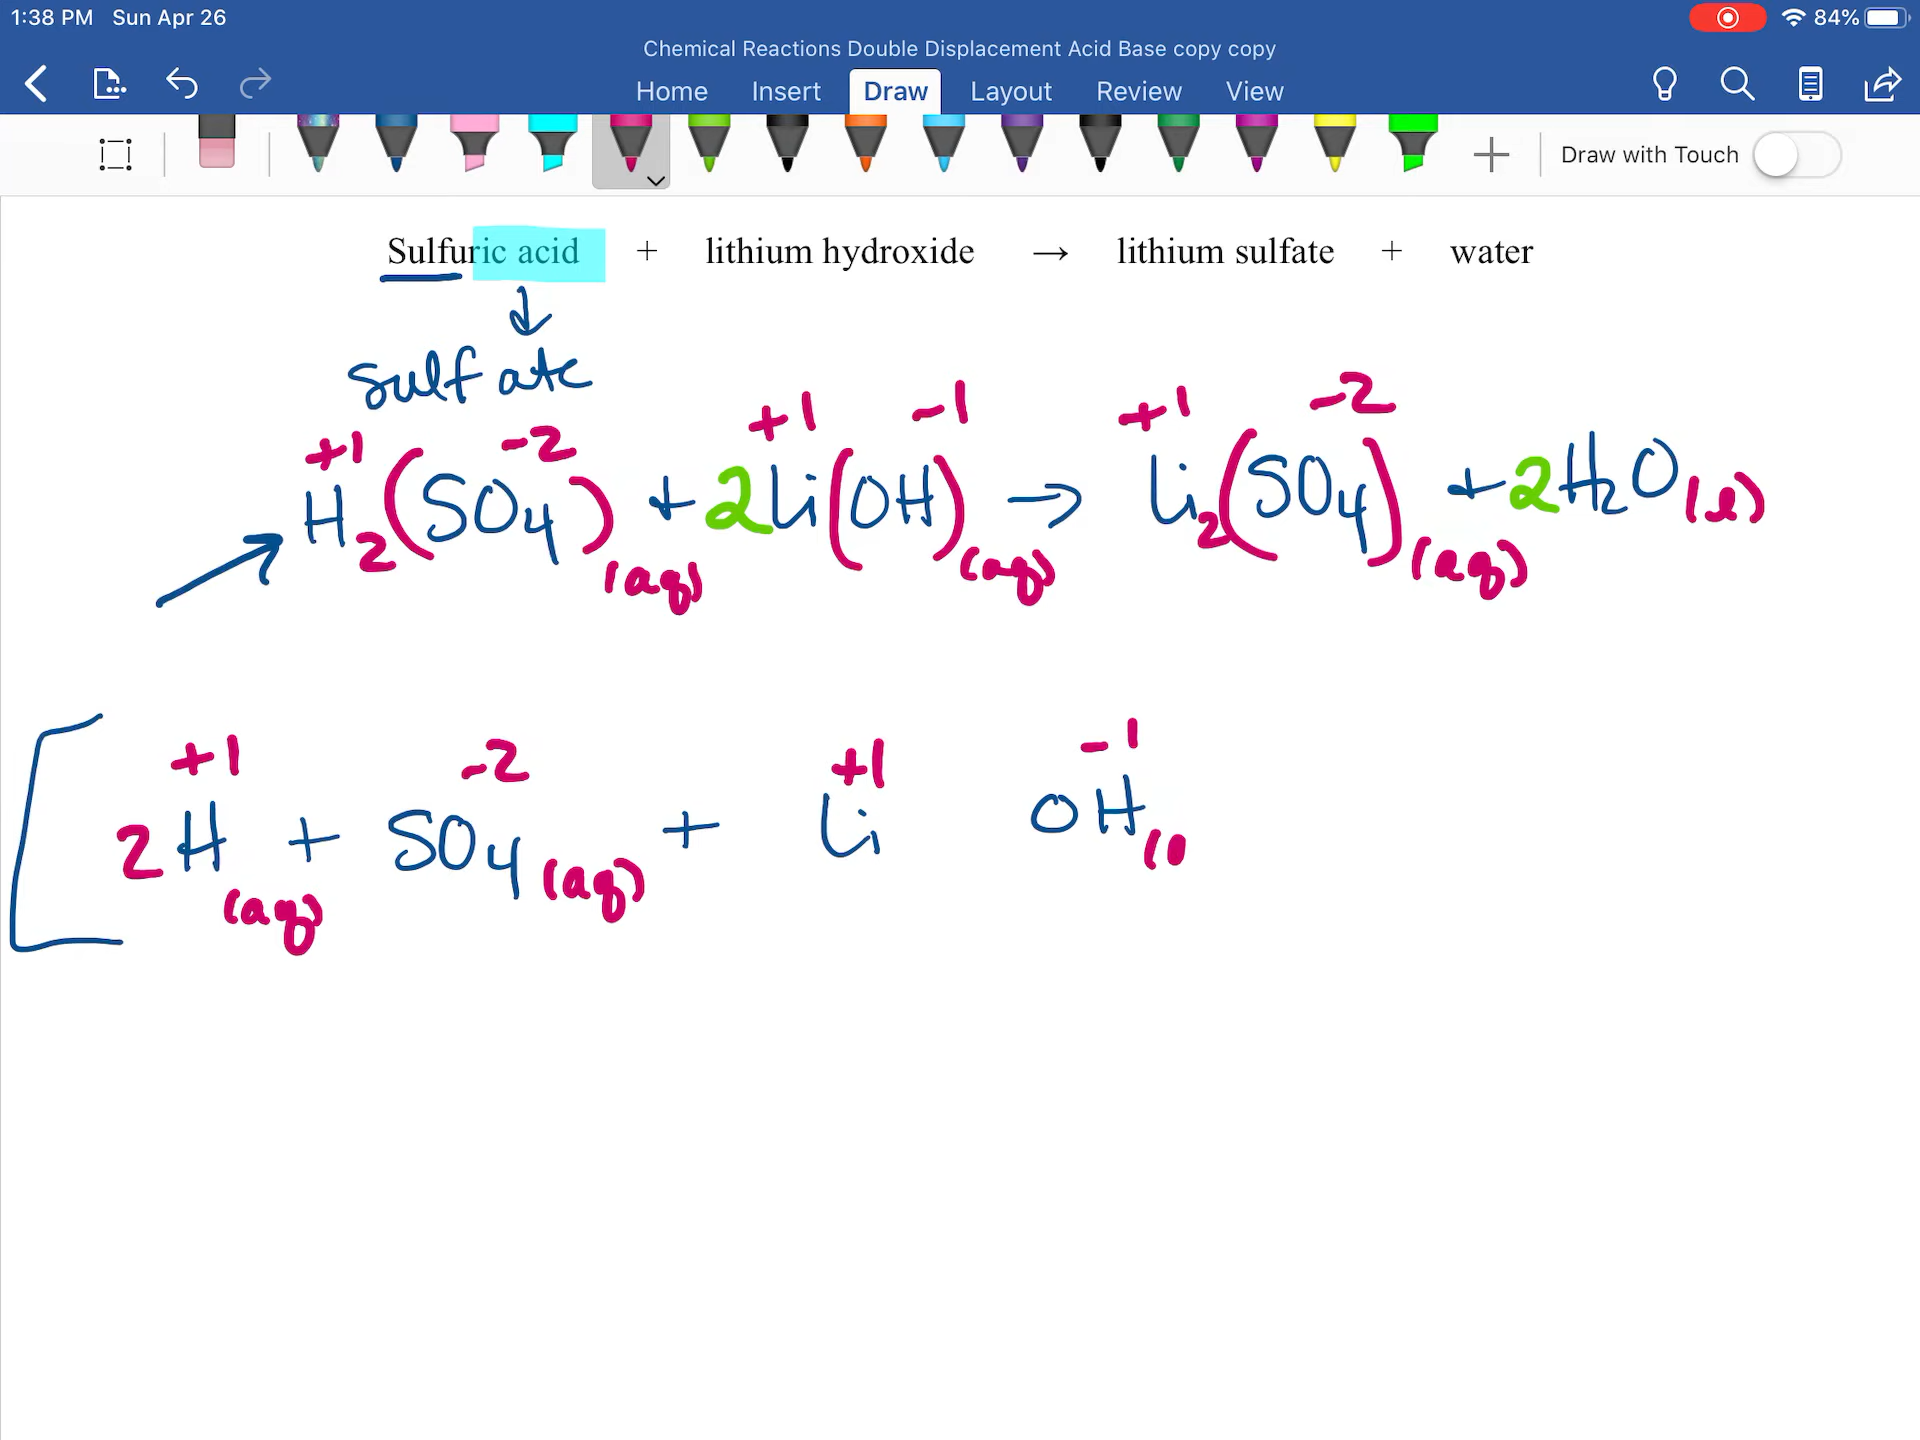 1:38 PM Sun Apr 26 84%
Chemical Reactions Double Displacement Acid Base copy copy
Home Insert Draw Layout Review View
Draw with Touch
Sulfuric acid + lithium hydroxide → lithium sulfate + water
sulfate
+1 -2 +1 -1 +1 -2
H2(SO4)(aq) + 2Li(OH)(aq) → Li2(SO4)(aq) + 2H2O(l)
+1 -2 +1 -1
2H(aq) + SO4(aq) + Li OH(a